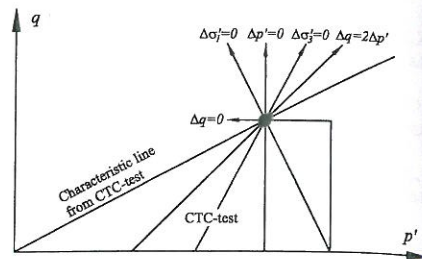 q
Δσ₁'=0 Δp'=0 Δσ₃'=0 Δq=2Δp'
Δq=0
Characteristic line
from CTC-test
CTC-test
p'